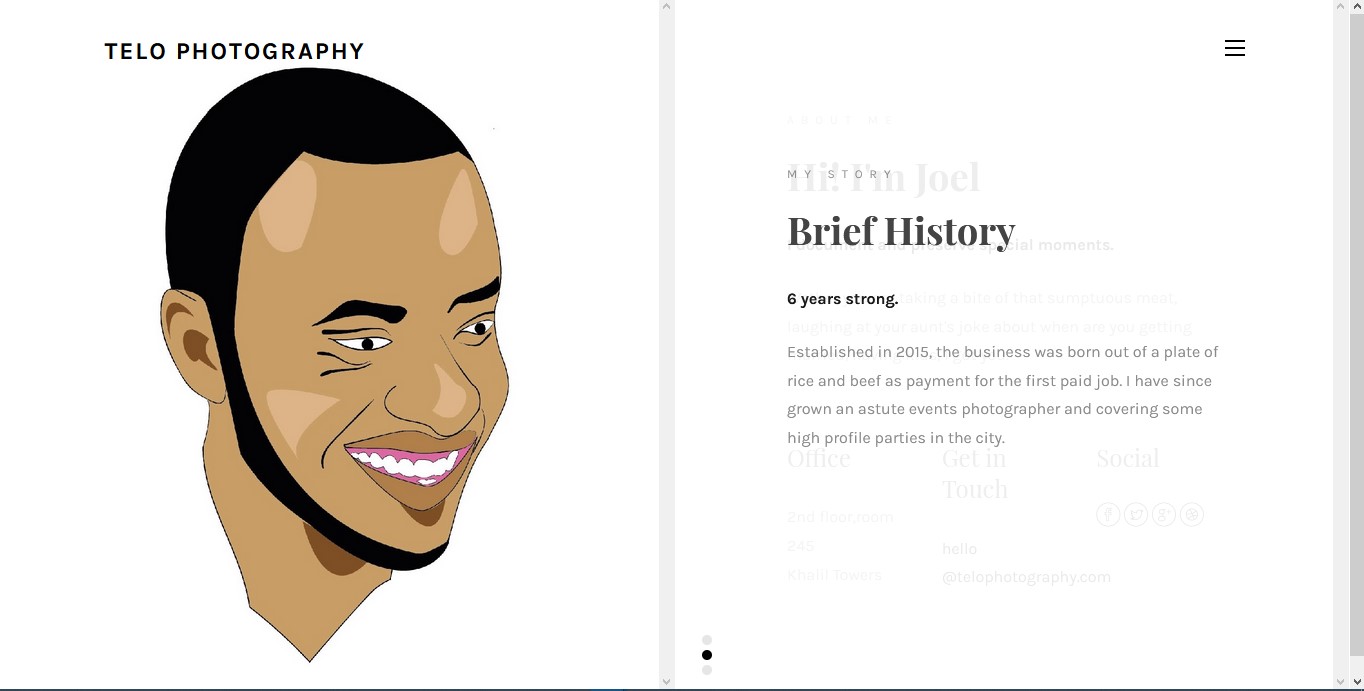 TELO PHOTOGRAPHY
ABOUT ME
Hi! I'm Joel
MY STORY
Brief History
I document and preserve special moments.
6 years strong.
taking a bite of that sumptuous meat,
laughing at your aunt's joke about when are you getting
Established in 2015, the business was born out of a plate of
rice and beef as payment for the first paid job. I have since
grown an astute events photographer and covering some
high profile parties in the city.
Office
Get in
Touch
Social
2nd floor,room
245
Khalil Towers
hello
@telophotography.com